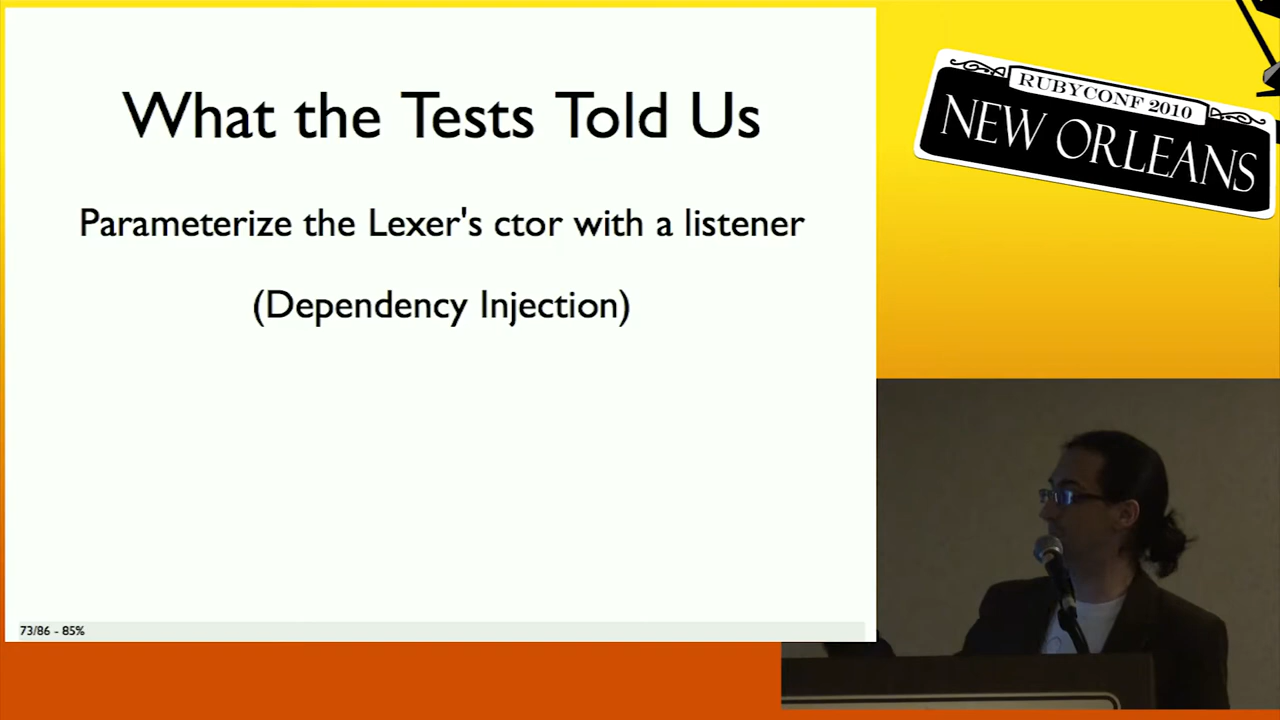 What the Tests Told Us
Parameterize the Lexer's ctor with a listener
(Dependency Injection)
73/86 - 85%
RUBYCONF 2010
NEW ORLEANS